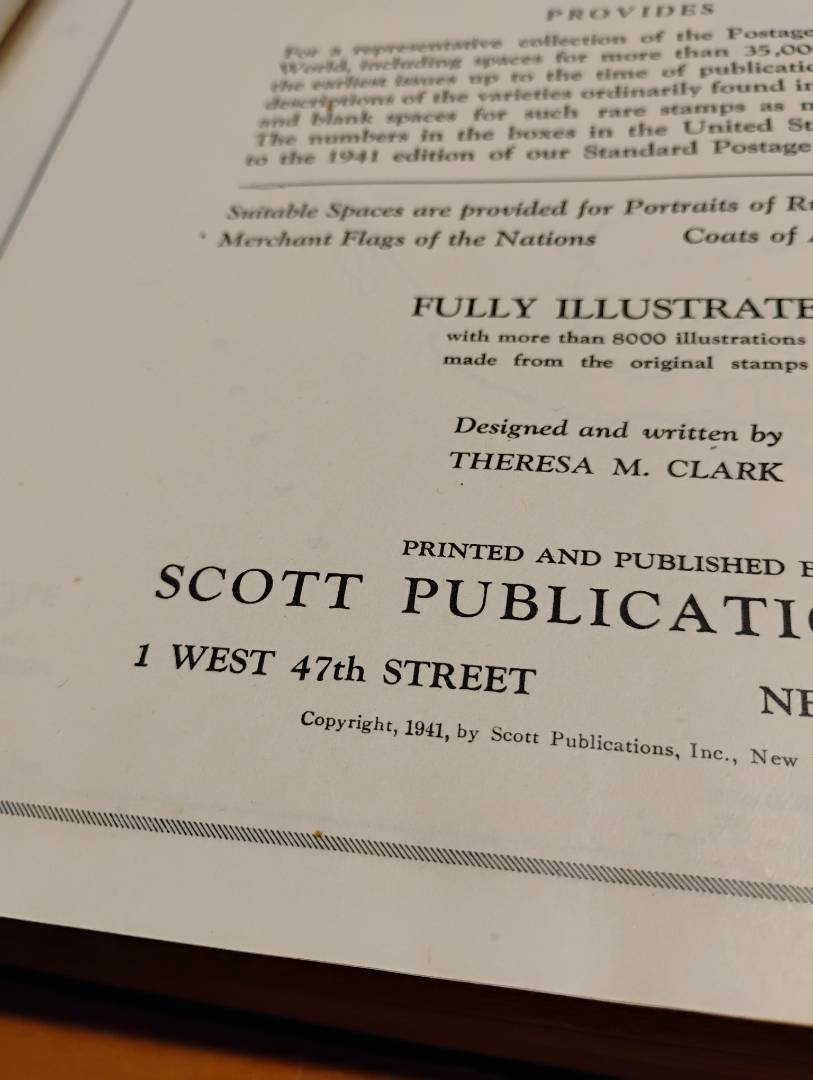 PROVIDES
For a representative collection of the Postage
World, including spaces for more than 35,00
the earliest issues up to the time of publicatio
descriptions of the varieties ordinarily found in
and blank spaces for such rare stamps as
The numbers in the boxes in the United St
to the 1941 edition of our Standard Postage
Suitable Spaces are provided for Portraits of
Merchant Flags of the Nations Coats of
FULLY ILLUSTRATE
with more than 8000 illustrations
made from the original stamps
Designed and written by
THERESA M. CLARK
PRINTED AND PUBLISHED
SCOTT PUBLICATI
1 WEST 47th STREET NE
Copyright, 1941, by Scott Publications, Inc., New